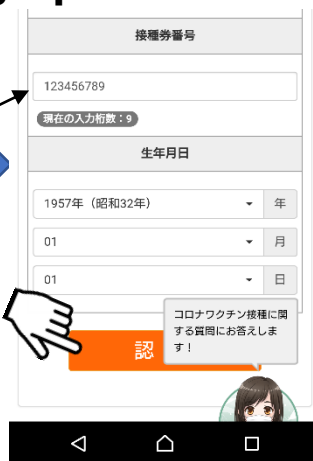 接種券番号
123456789
現在の入力桁数：9
生年月日
1957年（昭和32年） 年
01 月
01 日
コロナワクチン接種に関
する質問にお答えしま
す！
認